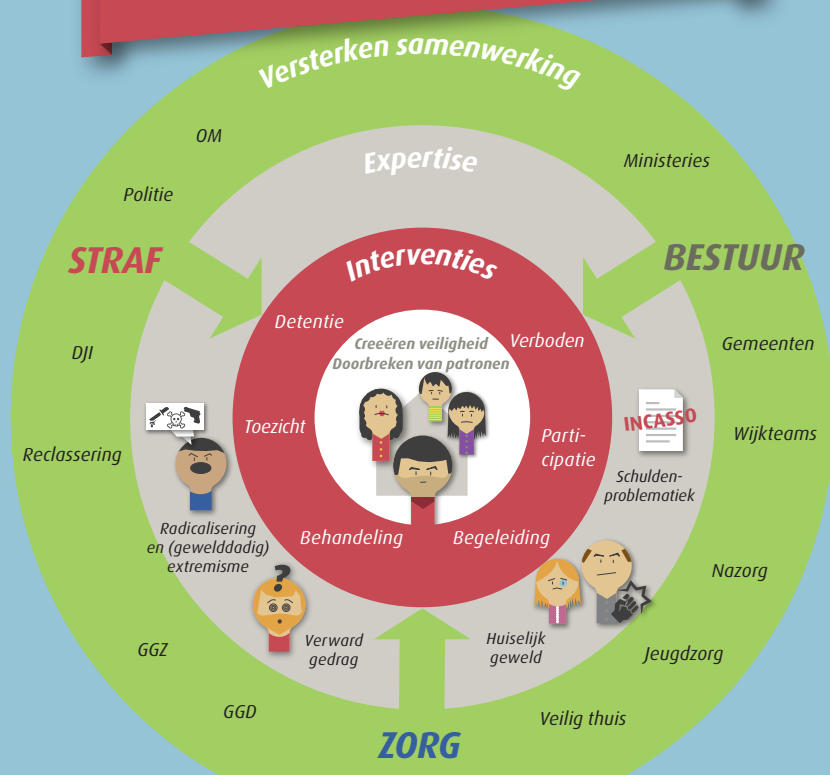 Versterken samenwerking
OM
Expertise
Ministeries
Politie
STRAF
BESTUUR
Interventies
Detentie
Creeëren veiligheid
Doorbreken van patronen
Verboden
DJI
Gemeenten
Toezicht
Parti-
cipatie
INCASSO
Wijkteams
Reclassering
Schulden-
problematiek
Radicalisering
en (gewelddadig)
extremisme
Behandeling
Begeleiding
?
Nazorg
Verward
gedrag
Huiselijk
geweld
GGZ
Jeugdzorg
GGD
Veilig thuis
ZORG